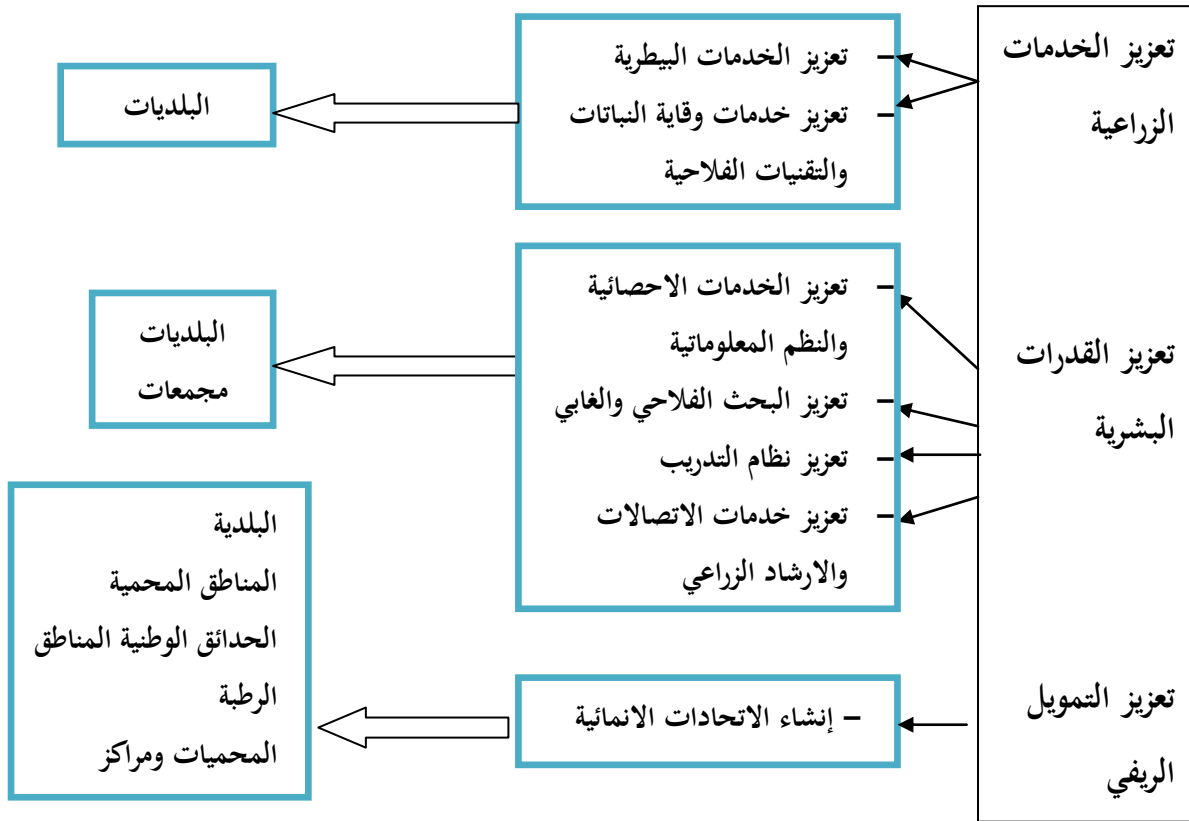 تعزيز الخدمات
الزراعية
– تعزيز الخدمات البيطرية
– تعزيز خدمات وقاية النباتات
والتقنيات الفلاحية
البلديات
تعزيز القدرات
البشرية
– تعزيز الخدمات الاحصائية
والنظم المعلوماتية
– تعزيز البحث الفلاحي والغابي
– تعزيز نظام التدريب
– تعزيز خدمات الاتصالات
والارشاد الزراعي
البلديات
مجمعات
تعزيز التمويل
الريفي
– إنشاء الاتحادات الانمائية
البلدية
المناطق المحمية
الحدائق الوطنية المناطق
الرطبة
المحميات ومراكز